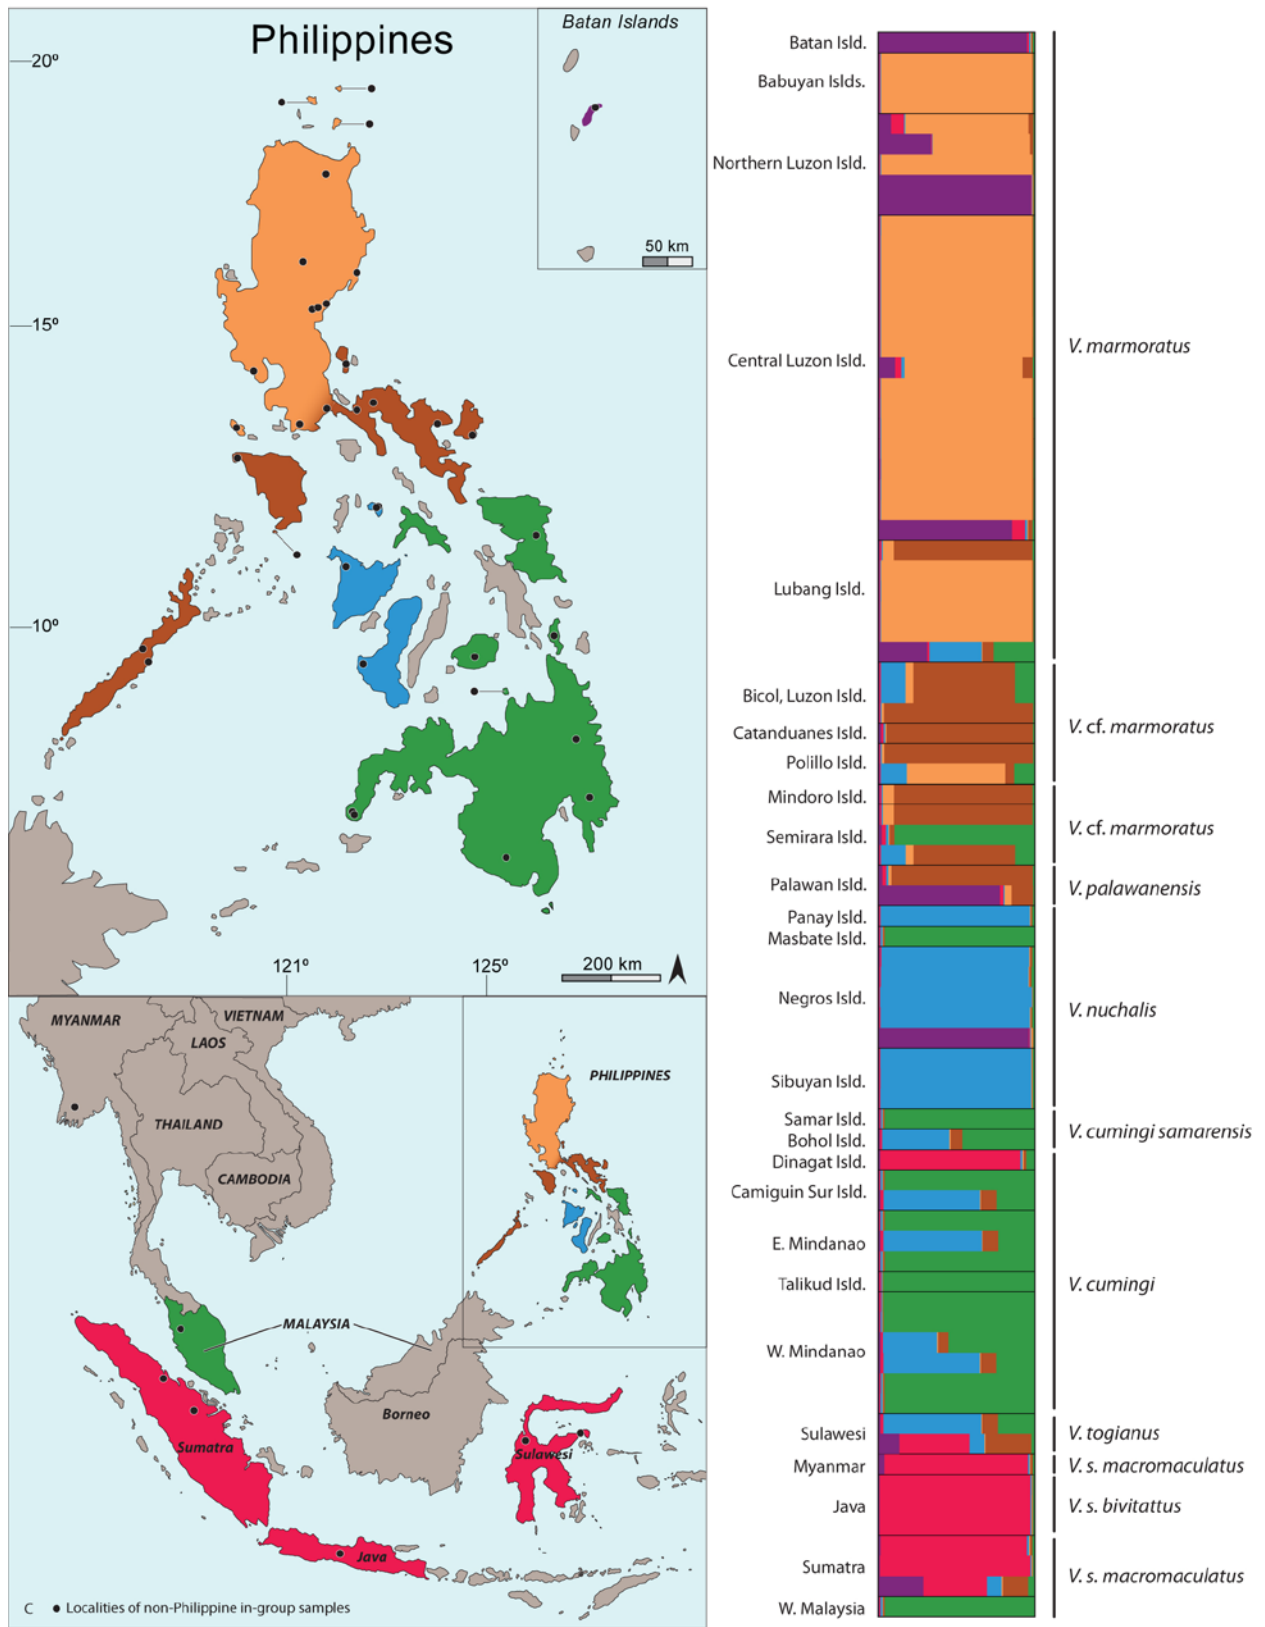 Philippines
Batan Islands
20º
15º
10º
50 km
121º
125º
200 km
MYANMAR
VIETNAM
LAOS
THAILAND
CAMBODIA
PHILIPPINES
MALAYSIA
Borneo
Sumatra
Sulawesi
Java
C ● Localities of non-Philippine in-group samples
Batan Isld.
Babuyan Islds.
Northern Luzon Isld.
Central Luzon Isld.
Lubang Isld.
Bicol, Luzon Isld.
Catanduanes Isld.
Polillo Isld.
Mindoro Isld.
Semirara Isld.
Palawan Isld.
Panay Isld.
Masbate Isld.
Negros Isld.
Sibuyan Isld.
Samar Isld.
Bohol Isld.
Dinagat Isld.
Camiguin Sur Isld.
E. Mindanao
Talikud Isld.
W. Mindanao
Sulawesi
Myanmar
Java
Sumatra
W. Malaysia
V. marmoratus
V. cf. marmoratus
V. cf. marmoratus
V. palawanensis
V. nuchalis
V. cumingi samarensis
V. cumingi
V. togianus
V. s. macromaculatus
V. s. bivitattus
V. s. macromaculatus